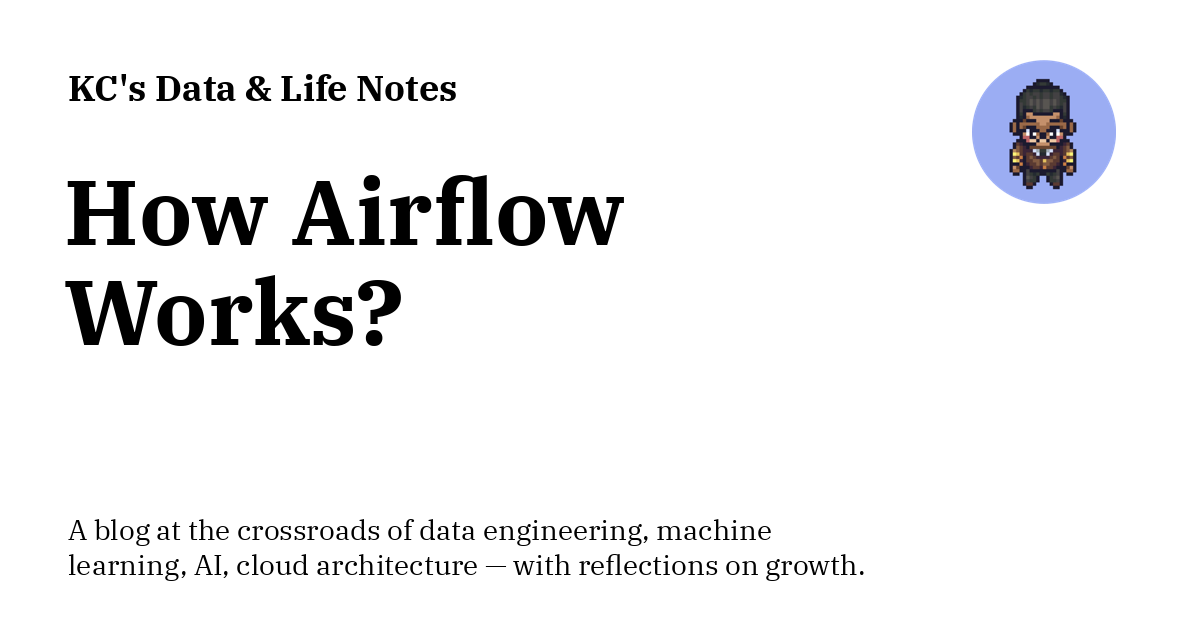 KC's Data & Life Notes
How Airflow
Works?
A blog at the crossroads of data engineering, machine
learning, AI, cloud architecture — with reflections on growth.